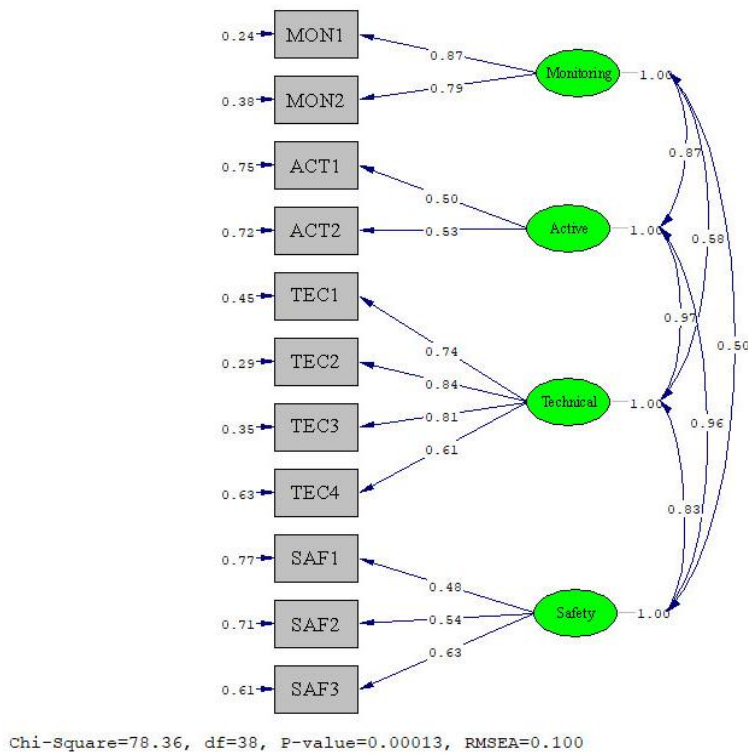 0.24 MON1
0.87 Monitoring 1.00
0.38 MON2
0.79
0.75 ACT1
0.87
0.50
0.72 ACT2
0.53 Active 1.00
0.58
0.45 TEC1
0.97
0.74
0.50
0.29 TEC2
0.84
0.81 Technical 1.00
0.35 TEC3
0.96
0.61
0.63 TEC4
0.83
0.77 SAF1
0.48
0.71 SAF2
0.54 Safety 1.00
0.63
0.61 SAF3
Chi-Square=78.36, df=38, P-value=0.00013, RMSEA=0.100